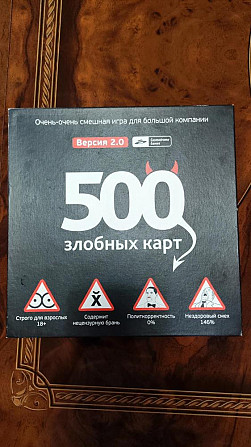 Очень-очень смешная игра для большой компании
Версия 2.0
500
злобных карт
Х
Строго для взрослых
18+
Содержит
нецензурную брань
Политкорректность
0%
Нездоровый смех
146%